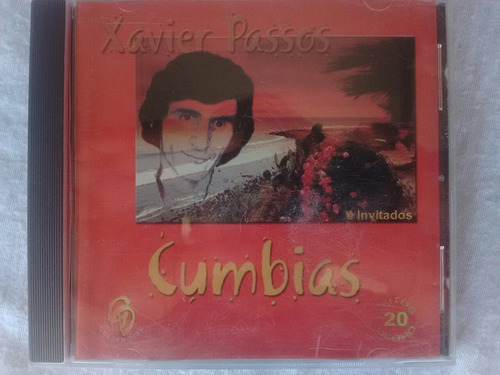 Xavier Passos
e Invitados
Cumbias
20